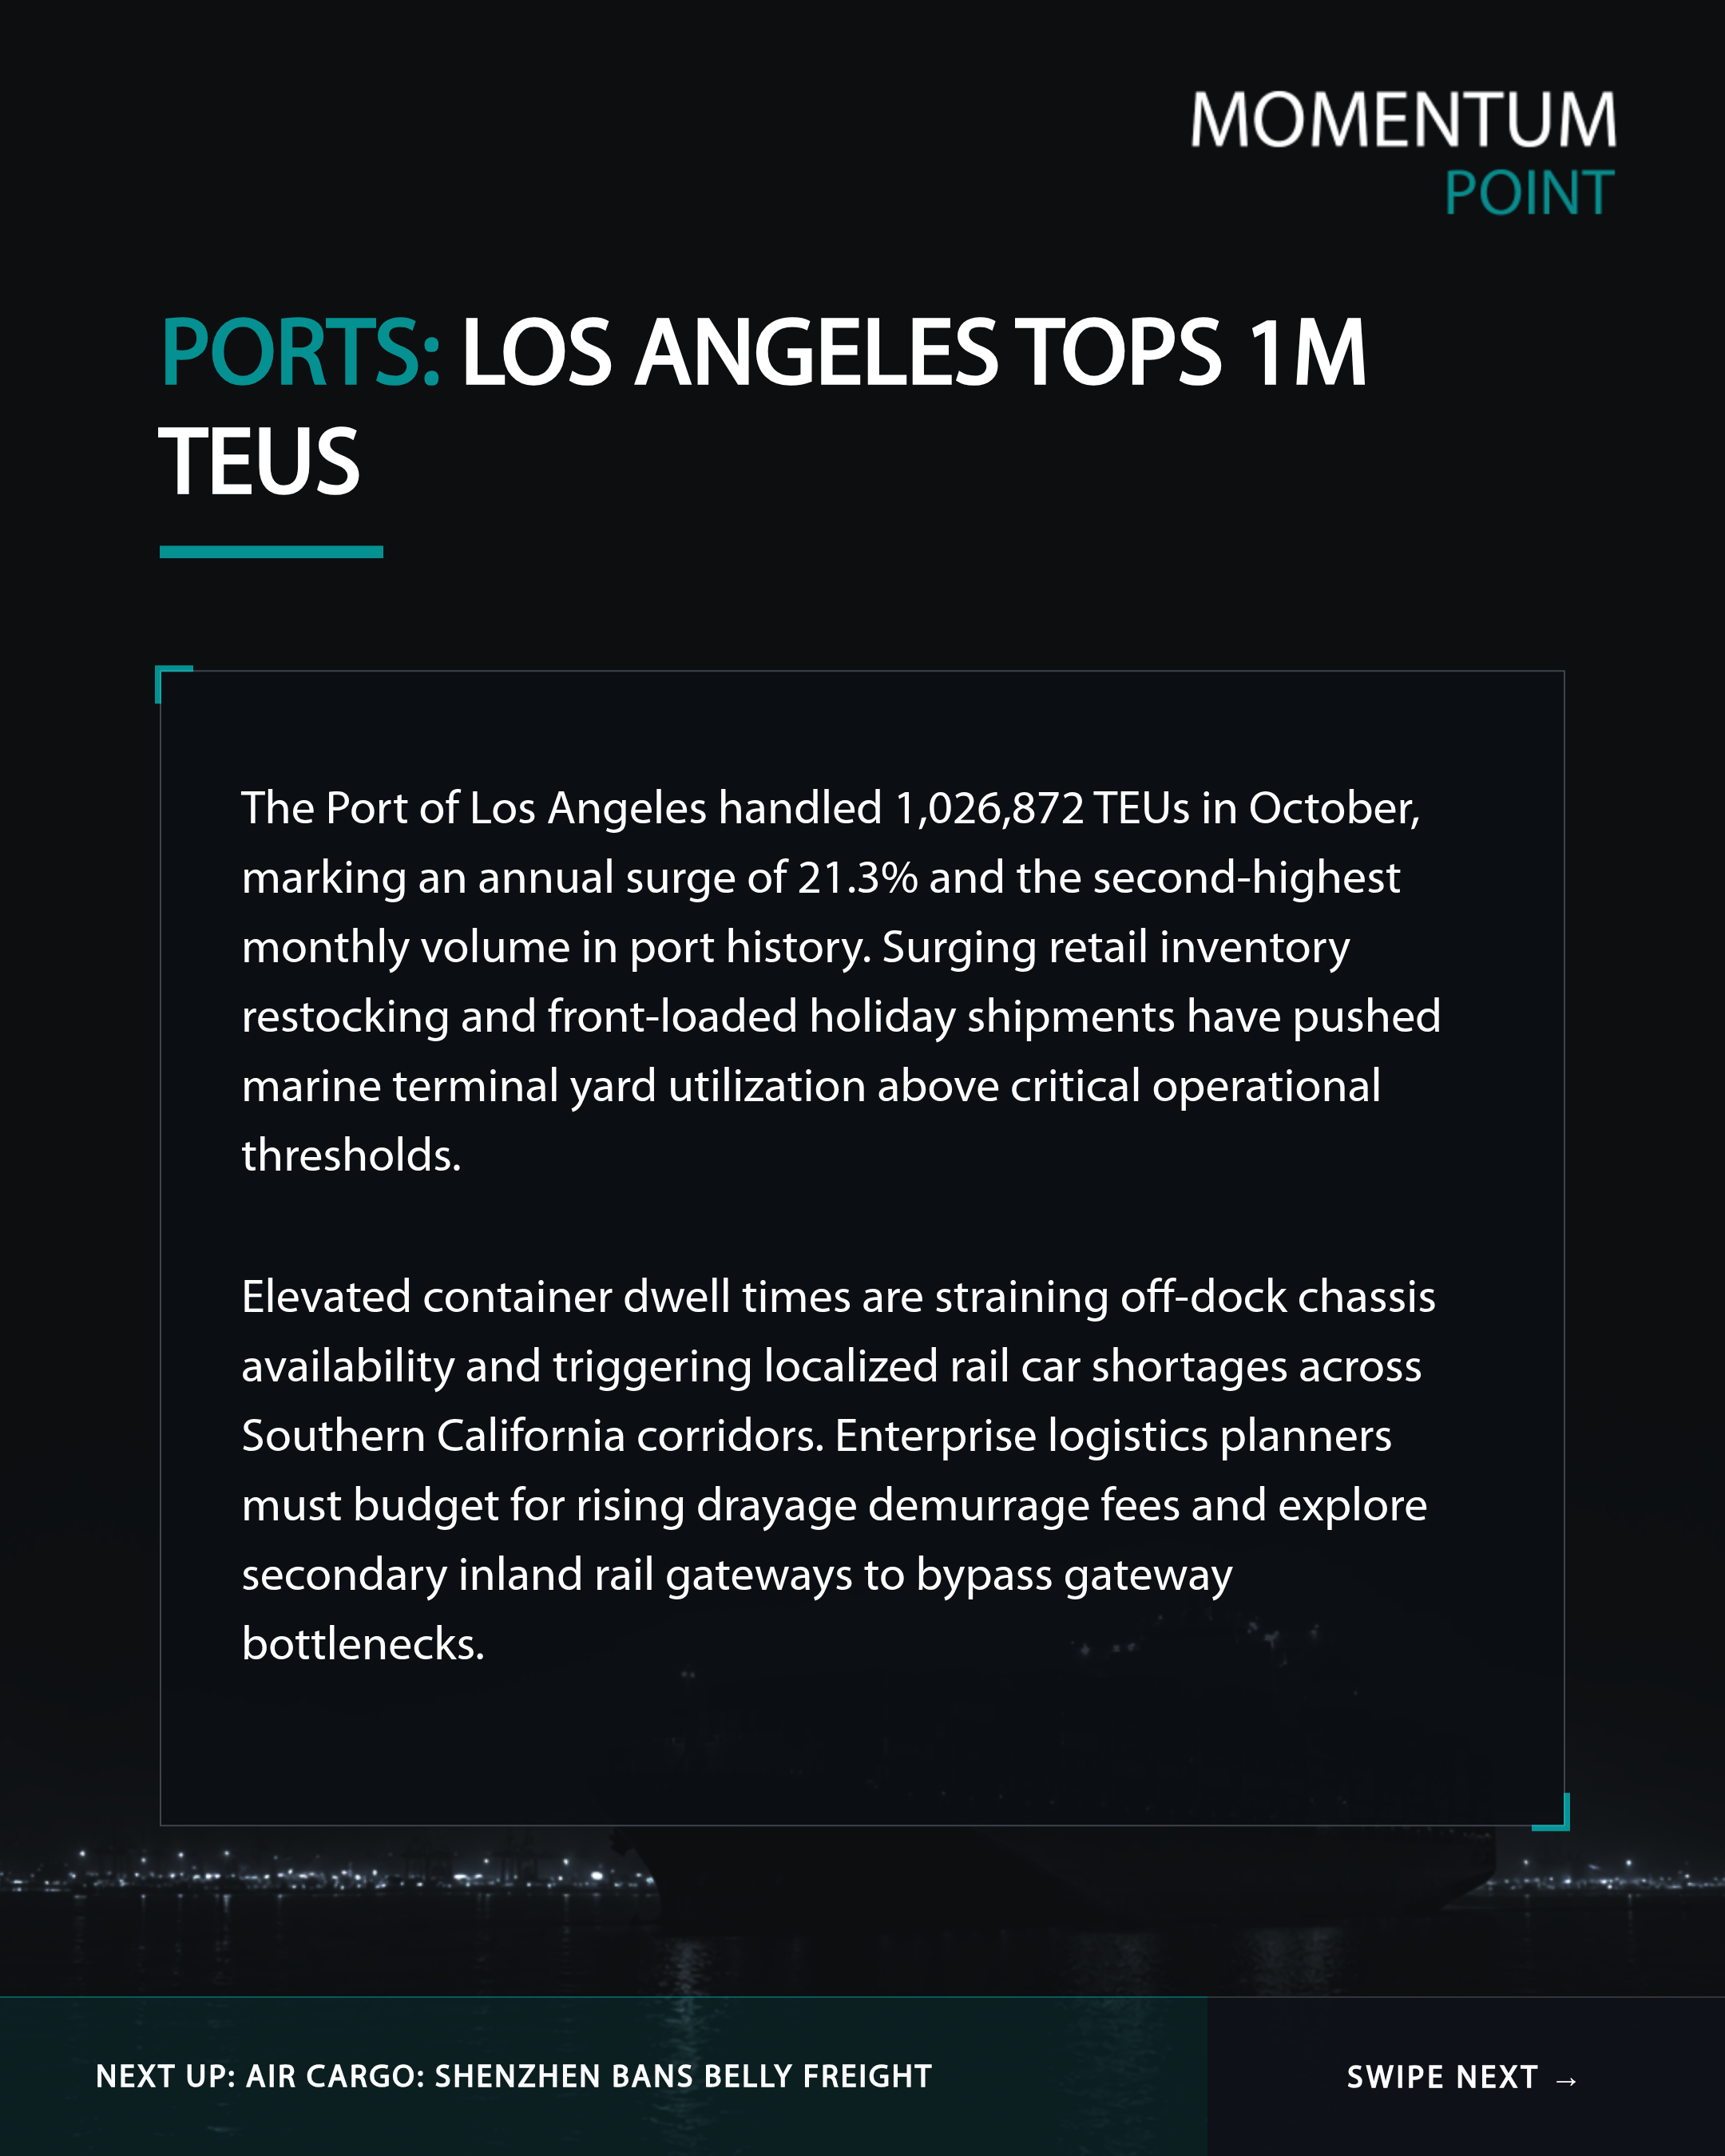 MOMENTUM
POINT
PORTS: LOS ANGELES TOPS 1M
TEUS
The Port of Los Angeles handled 1,026,872 TEUs in October,
marking an annual surge of 21.3% and the second-highest
monthly volume in port history. Surging retail inventory
restocking and front-loaded holiday shipments have pushed
marine terminal yard utilization above critical operational
thresholds.
Elevated container dwell times are straining off-dock chassis
availability and triggering localized rail car shortages across
Southern California corridors. Enterprise logistics planners
must budget for rising drayage demurrage fees and explore
secondary inland rail gateways to bypass gateway
bottlenecks.
NEXT UP: AIR CARGO: SHENZHEN BANS BELLY FREIGHT
SWIPE NEXT →